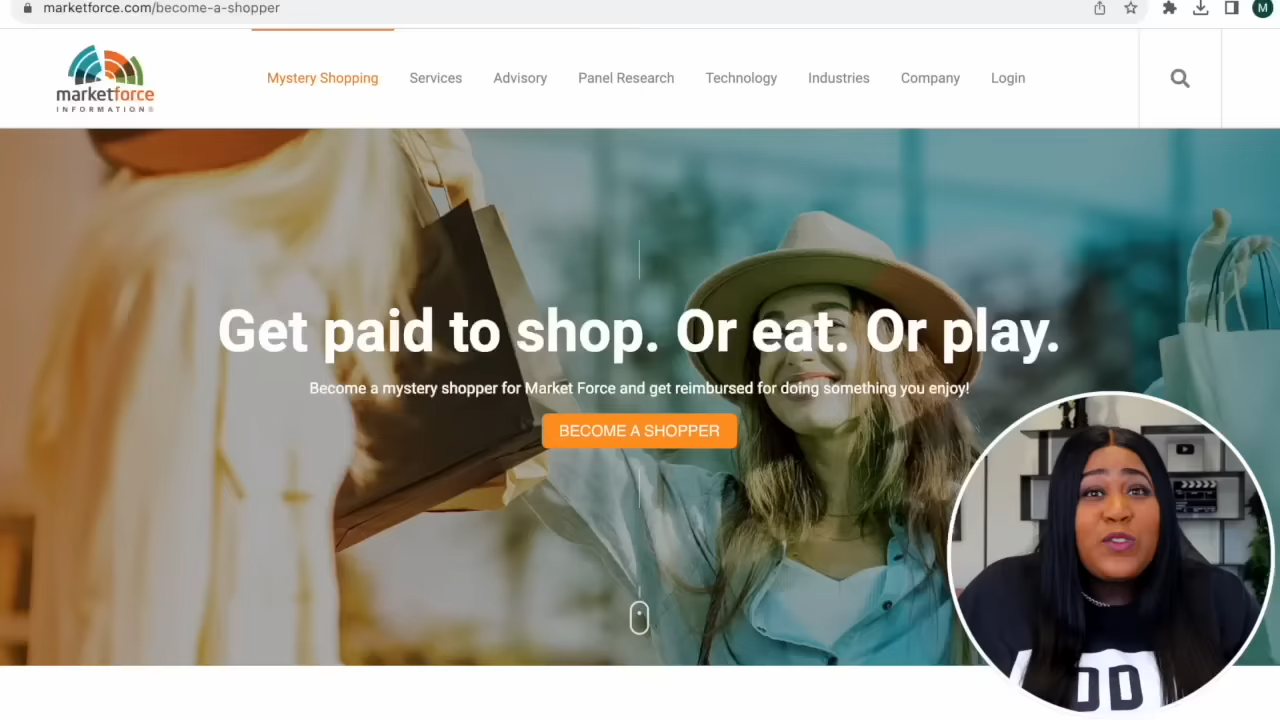 marketforce.com/become-a-shopper
M
marketforce
INFORMATION®
Mystery Shopping
Services
Advisory
Panel Research
Technology
Industries
Company
Login
Get paid to shop. Or eat. Or play.
Become a mystery shopper for Market Force and get reimbursed for doing something you enjoy!
BECOME A SHOPPER